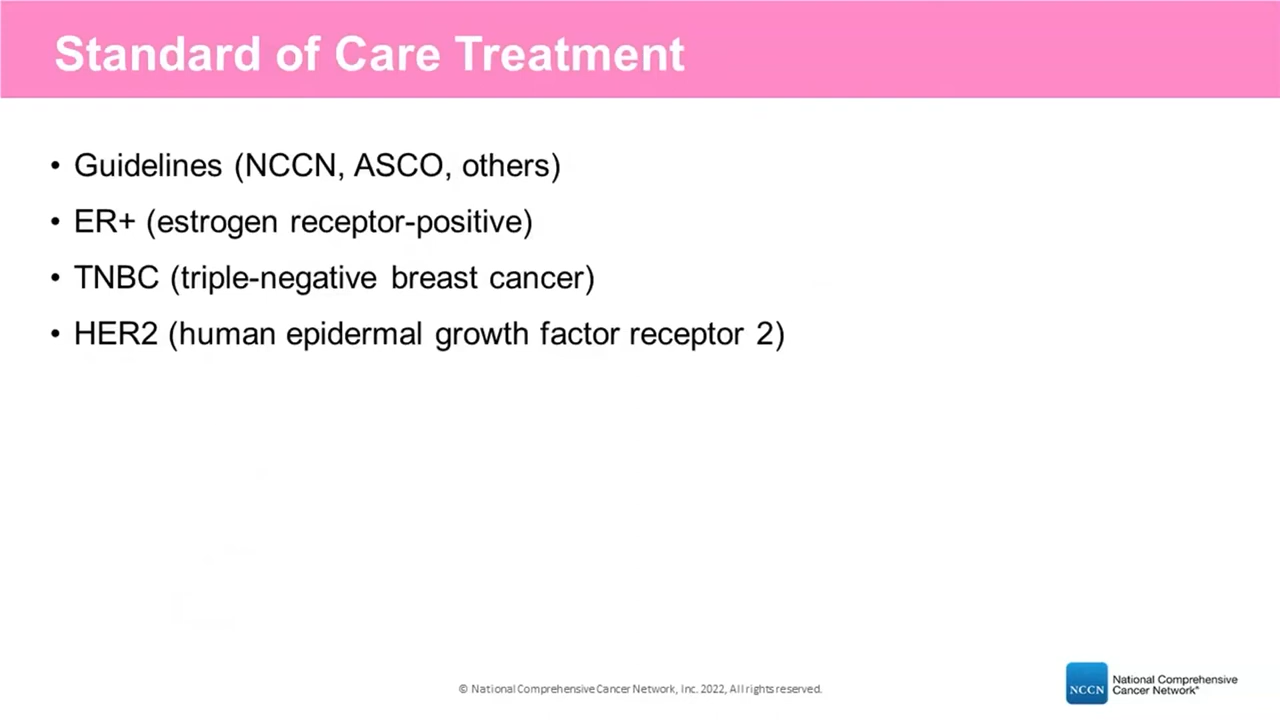 Standard of Care Treatment
• Guidelines (NCCN, ASCO, others)
• ER+ (estrogen receptor-positive)
• TNBC (triple-negative breast cancer)
• HER2 (human epidermal growth factor receptor 2)
© National Comprehensive Cancer Network, Inc. 2022, All rights reserved.
NCCN
National Comprehensive
Cancer Network®